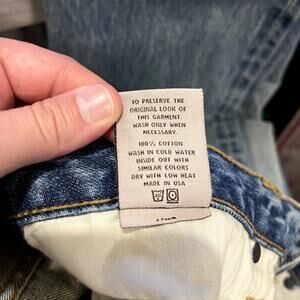 TO PRESERVE THE
ORIGINAL LOOK OF
THIS GARMENT.
WASH ONLY WHEN
NECESSARY.
100% COTTON
WASH IN COLD WATER
INSIDE OUT WITH
SIMILAR COLORS
DRY WITH LOW HEAT
MADE IN USA